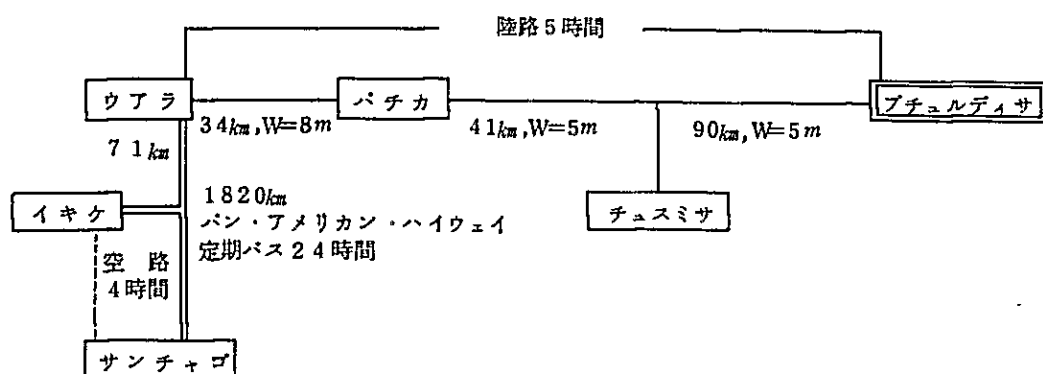 陸路5時間
ウアラ
パチカ
プチュルディサ
34km,W=8m
41km,W=5m
90km,W=5m
71km
1820km
イキケ
パン・アメリカン・ハイウェイ
チュスミサ
定期バス24時間
空路
4時間
サンチャゴ